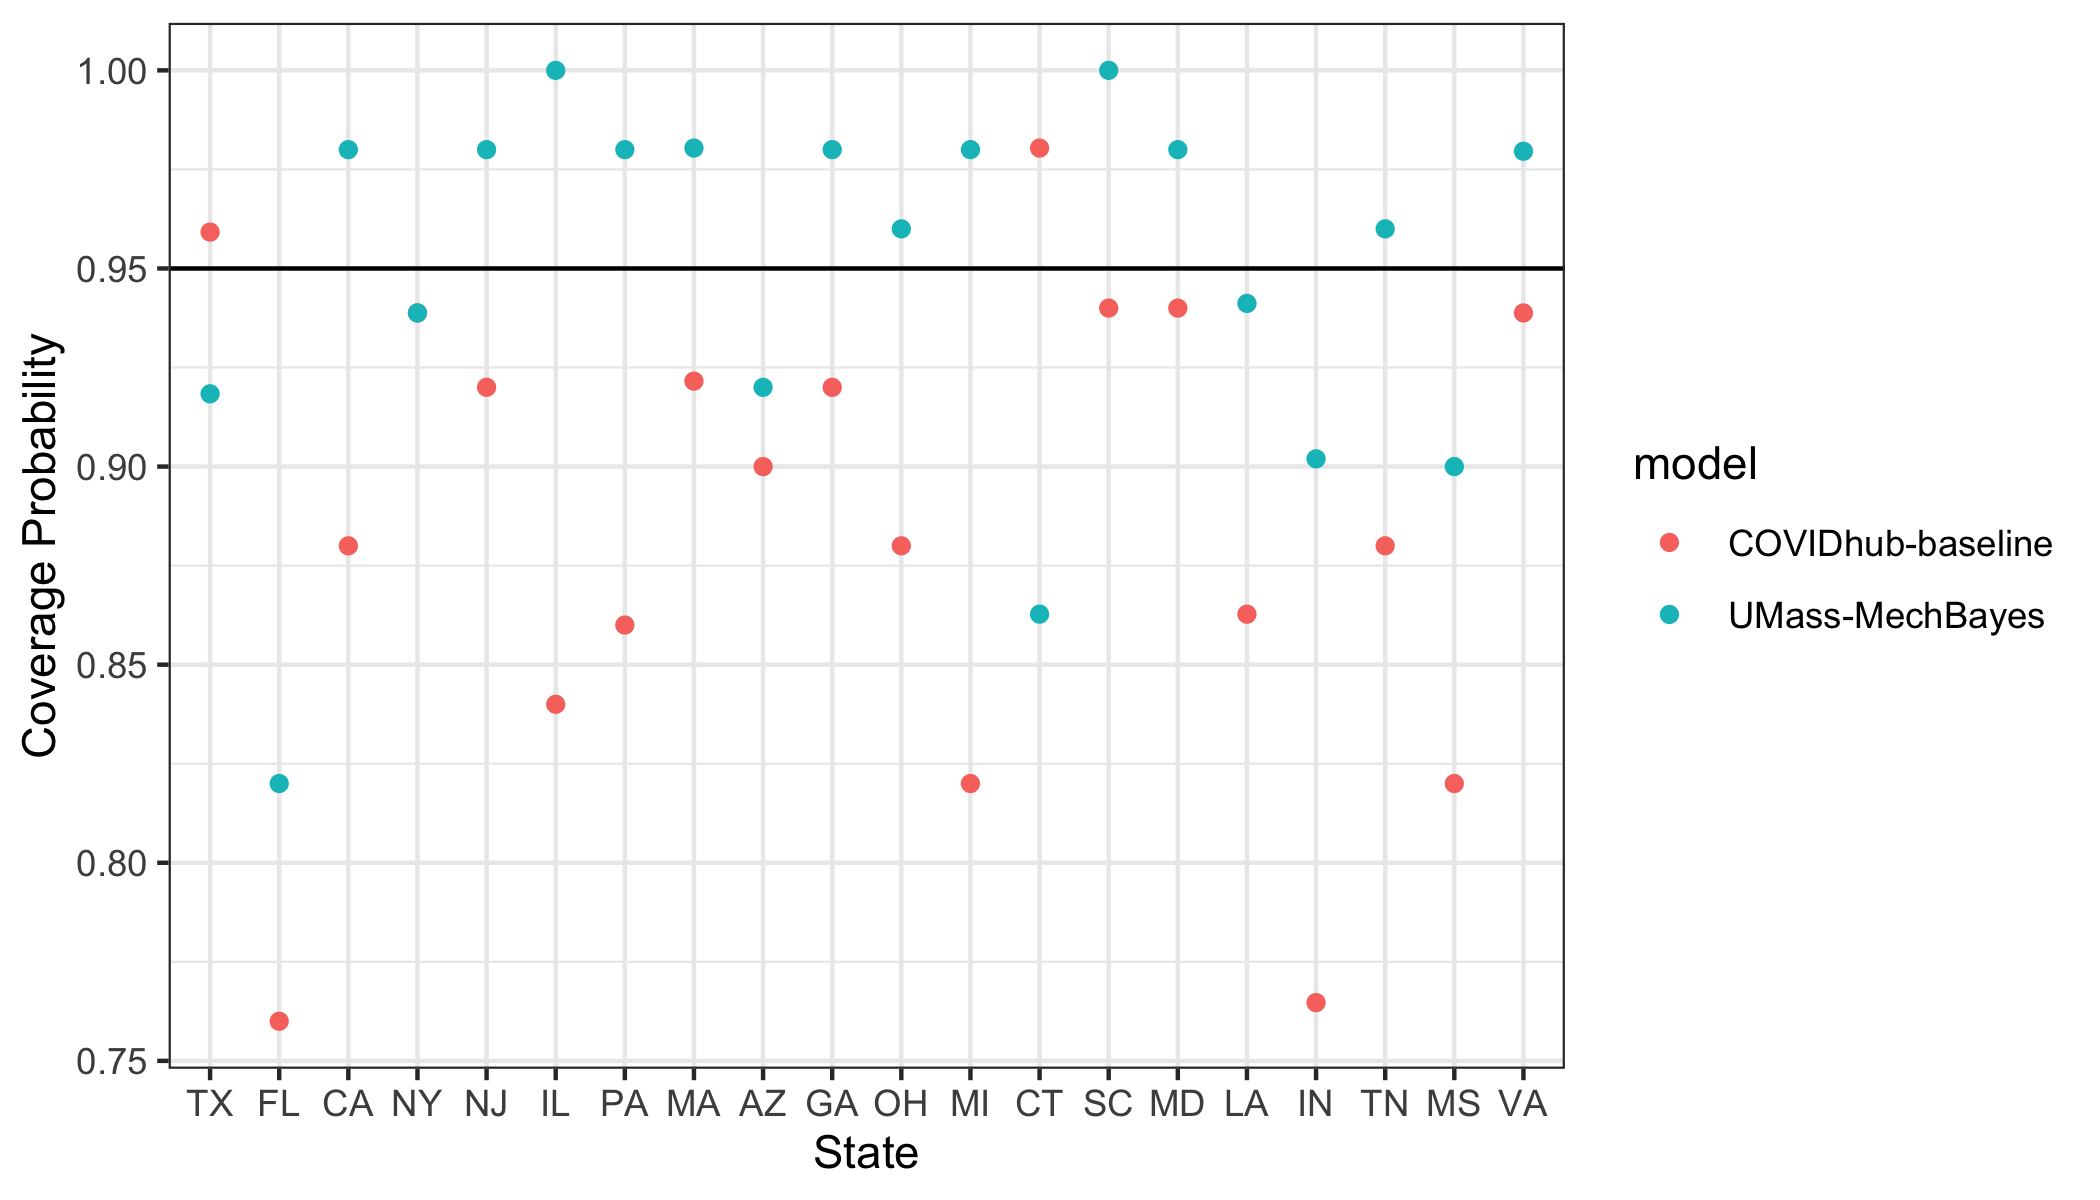 1.00
0.95
0.90
0.85
0.80
0.75
Coverage Probability
TX FL CA NY NJ IL PA MA AZ GA OH MI CT SC MD LA IN TN MS VA
State
model
COVIDhub-baseline
UMass-MechBayes